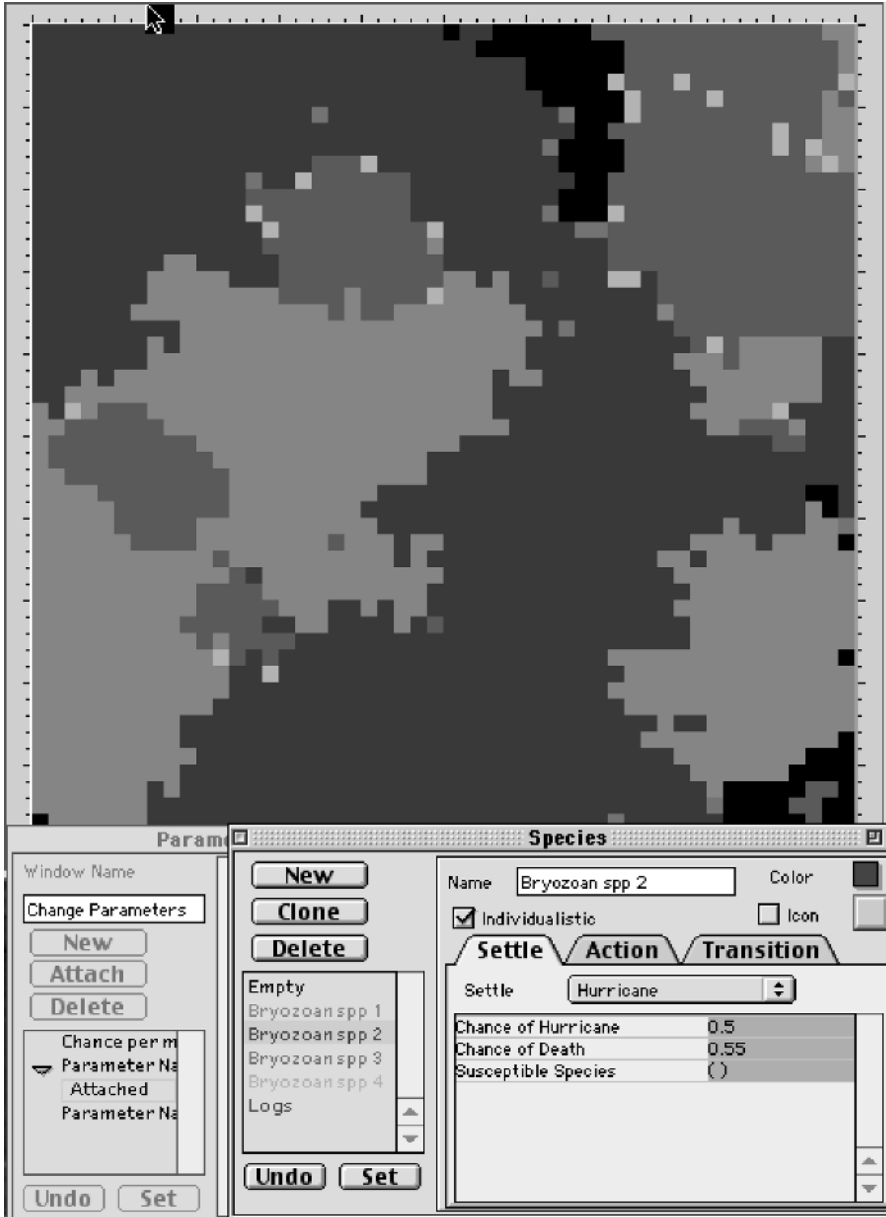 Param
Window Name
Change Parameters
New
Attach
Delete
Chance per m
Parameter Na
Attached
Parameter Na
Undo
Set
Species
New
Clone
Delete
Empty
Bryozoan spp 1
Bryozoan spp 2
Bryozoan spp 3
Bryozoan spp 4
Logs
Undo
Set
Name
Bryozoan spp 2
Color
Individualistic
Icon
Settle
Action
Transition
Settle
Hurricane
Chance of Hurricane 0.5
Chance of Death 0.55
Susceptible Species ( )